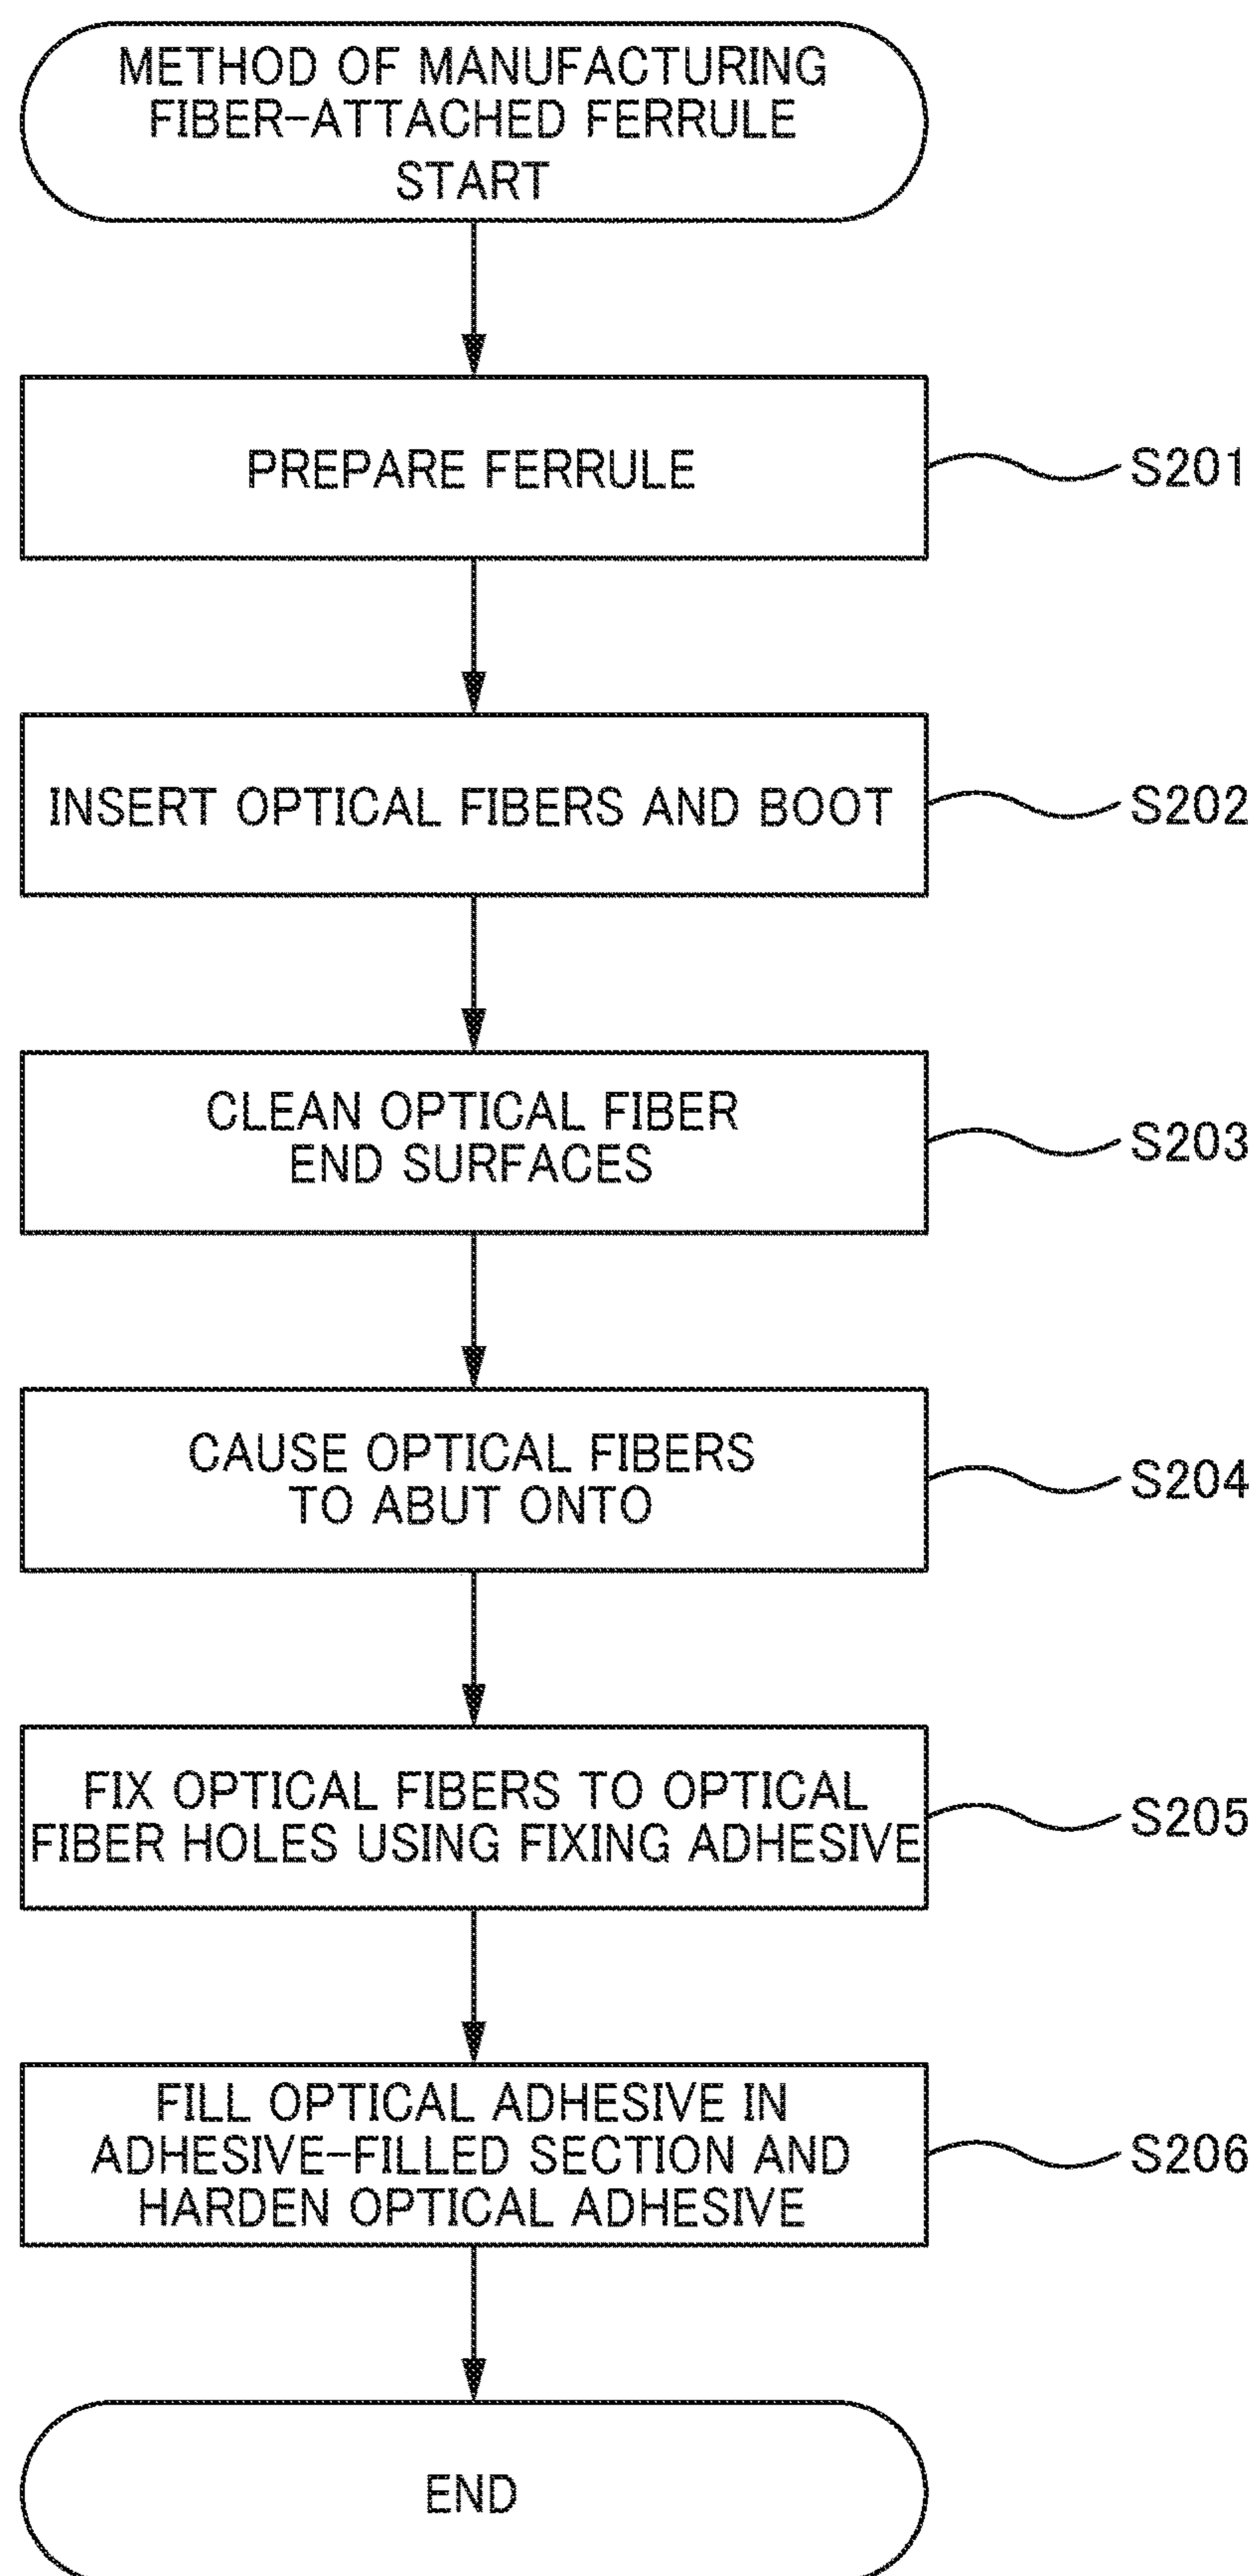 METHOD OF MANUFACTURING
FIBER-ATTACHED FERRULE
START
PREPARE FERRULE
S201
INSERT OPTICAL FIBERS AND BOOT
S202
CLEAN OPTICAL FIBER
END SURFACES
S203
CAUSE OPTICAL FIBERS
TO ABUT ONTO
S204
FIX OPTICAL FIBERS TO OPTICAL
FIBER HOLES USING FIXING ADHESIVE
S205
FILL OPTICAL ADHESIVE IN
ADHESIVE-FILLED SECTION AND
HARDEN OPTICAL ADHESIVE
S206
END